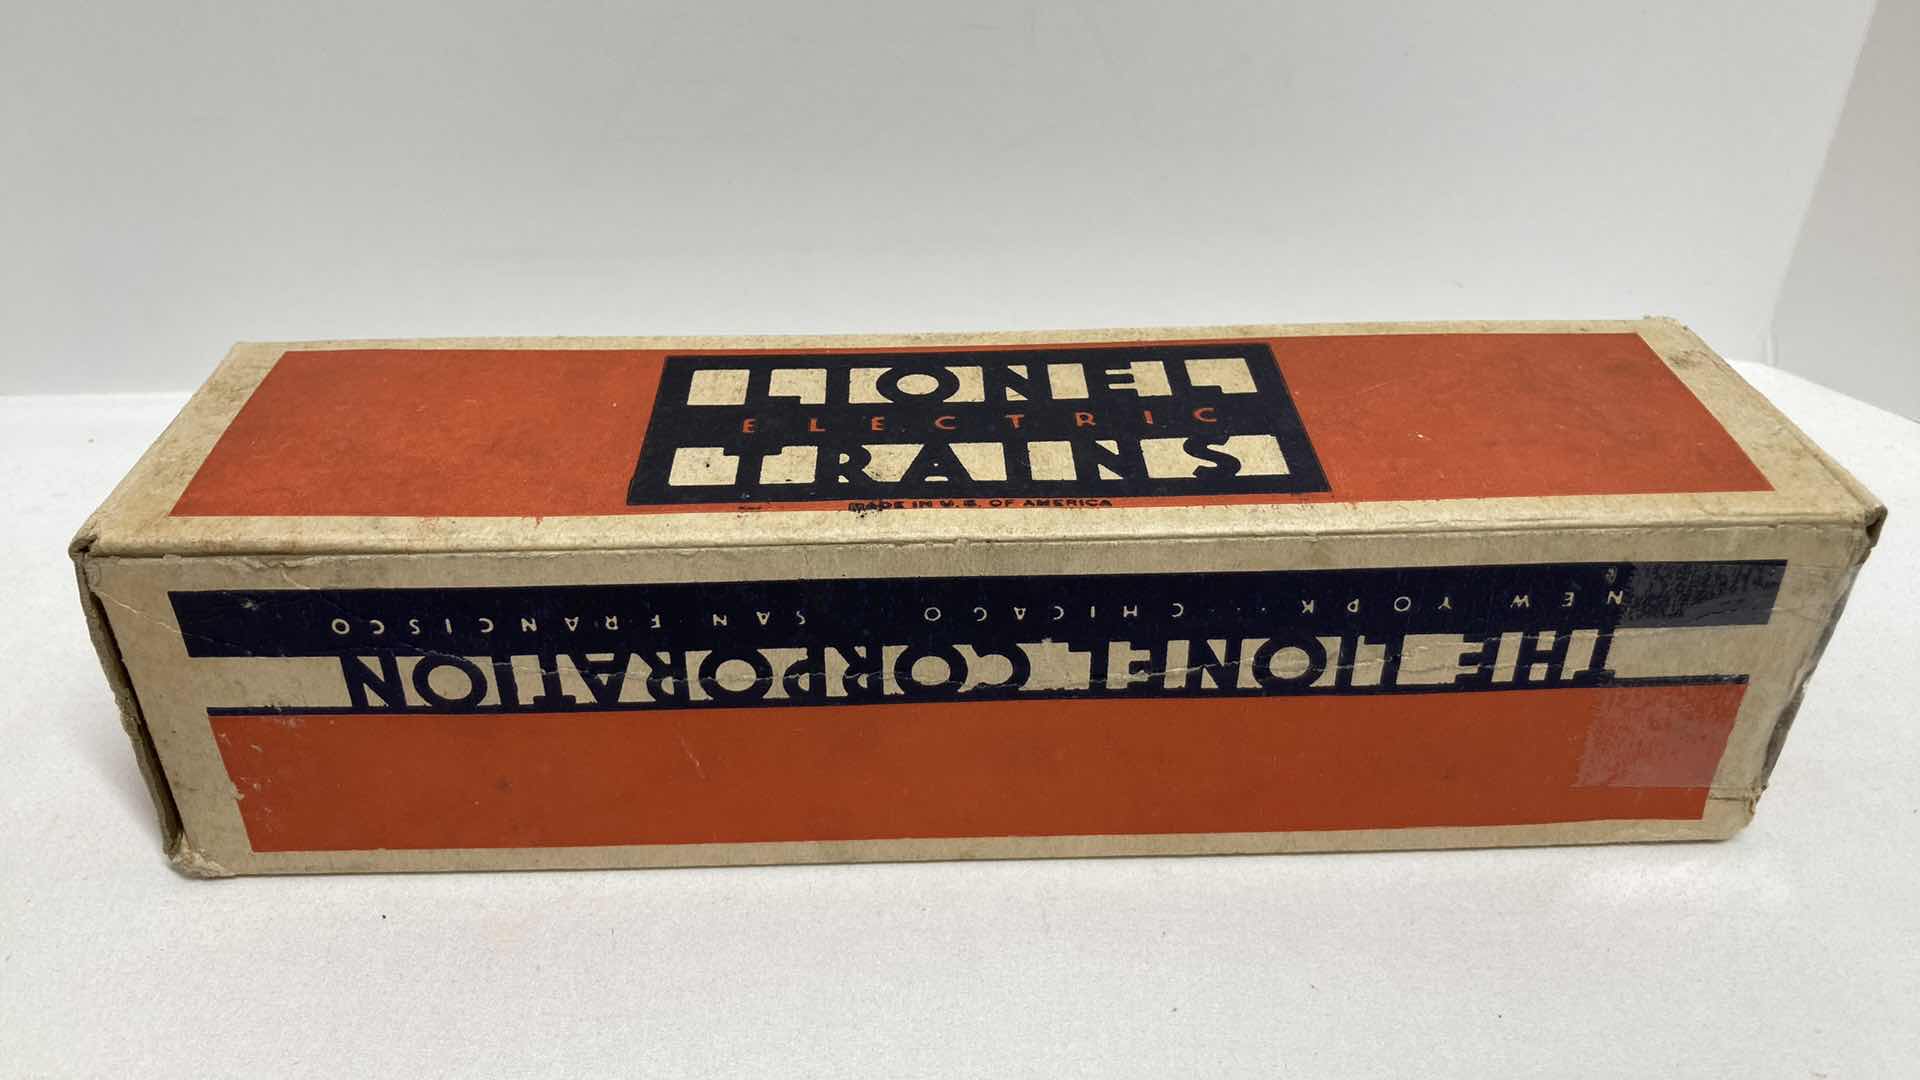 LIONEL
ELECTRIC
TRAINS
MADE IN U.S. OF AMERICA
THE LIONEL CORPORATION
NEW YORK · CHICAGO · SAN FRANCISCO